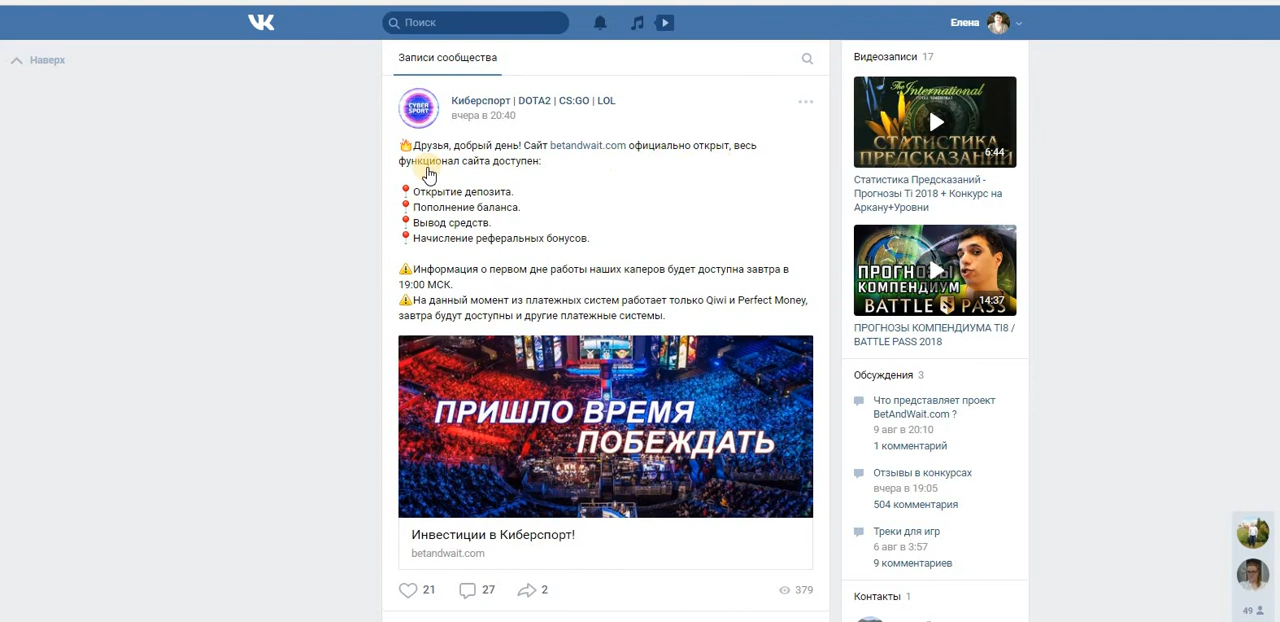 Поиск
Елена
Наверх
Записи сообщества
CYBER
SPORT
Киберспорт | DOTA2 | CS:GO | LOL
вчера в 20:40
Друзья, добрый день! Сайт betandwait.com официально открыт, весь
функционал сайта доступен:
Открытие депозита.
Пополнение баланса.
Вывод средств.
Начисление реферальных бонусов.
Информация о первом дне работы наших каперов будет доступна завтра в
19:00 МСК.
На данный момент из платежных систем работает только Qiwi и Perfect Money,
завтра будут доступны и другие платежные системы.
ПРИШЛО ВРЕМЯ
ПОБЕЖДАТЬ
Инвестиции в Киберспорт!
betandwait.com
21
27
2
379
Видеозаписи 17
The International
СТАТИСТИКА
ПРЕДСКАЗАНИЙ
6:44
Статистика Предсказаний -
Прогнозы Ti 2018 + Конкурс на
Аркану+Уровни
ПРОГНОЗЫ
КОМПЕНДИУМ
14:37
BATTLE PASS
ПРОГНОЗЫ КОМПЕНДИУМА TI8 /
BATTLE PASS 2018
Обсуждения 3
Что представляет проект
BetAndWait.com ?
9 авг в 20:10
1 комментарий
Отзывы в конкурсах
вчера в 19:05
504 комментария
Треки для игр
6 авг в 3:57
9 комментариев
Контакты 1
49